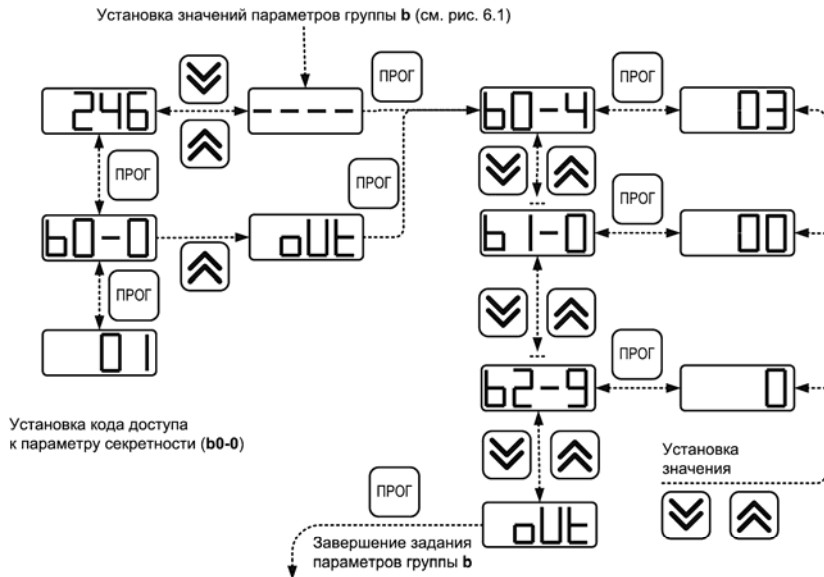 Установка значений параметров группы b (см. рис. 6.1)
ПРОГ
ПРОГ
246
- - - -
b0-4
03
ПРОГ
ПРОГ
ПРОГ
b0-0
oUt
b1-0
00
ПРОГ
ПРОГ
01
b2-9
0
Установка кода доступа
к параметру секретности (b0-0)
Установка
значения
ПРОГ
oUt
Завершение задания
параметров группы b